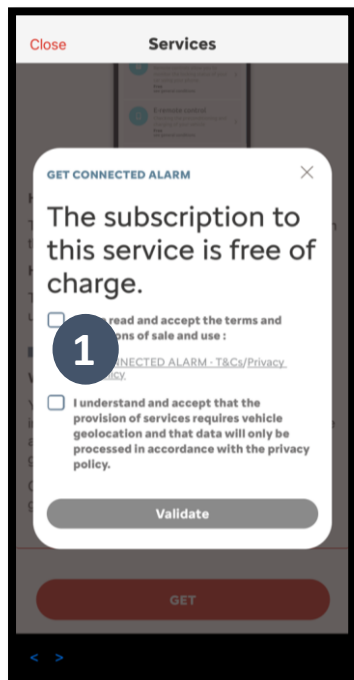 Close
Services
E-remote control
GET CONNECTED ALARM
The subscription to
this service is free of
charge.
read and accept the terms and
ons of sale and use :
NNECTED ALARM - T&Cs/Privacy
1
I understand and accept that the
provision of services requires vehicle
geolocation and that data will only be
processed in accordance with the privacy
policy.
Validate
GET
< >